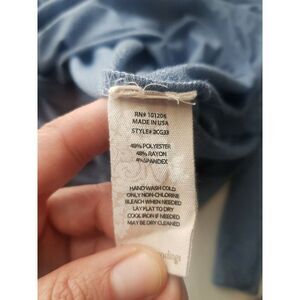 RN# 101206
MADE IN USA
STYLE# 2CG33
48% POLYESTER
48% RAYON
4% SPANDEX
HAND WASH COLD
ONLY NON-CHLORINE
BLEACH WHEN NEEDED
LAY FLAT TO DRY
COOL IRON IF NEEDED
MAY BE DRY CLEANED